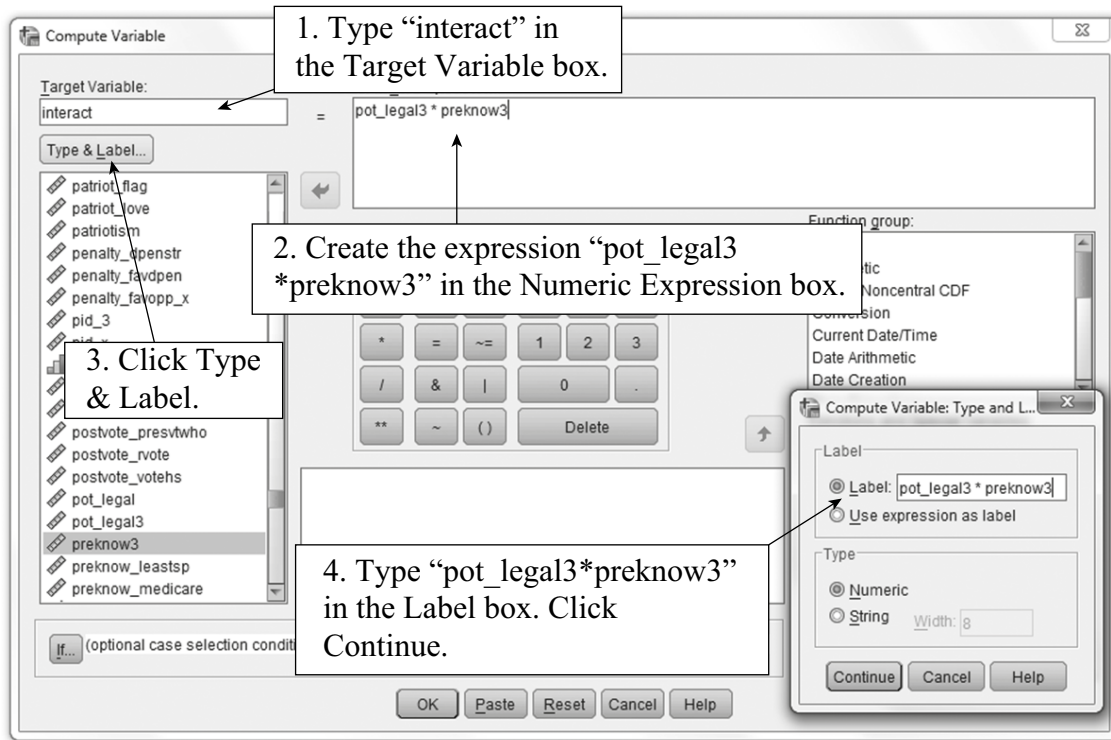 Compute Variable
1. Type “interact” in
the Target Variable box.
Target Variable:
interact
=
pot_legal3 * preknow3
Type & Label...
patriot_flag
patriot_love
patriotism
penalty_dpenstr
penalty_favdpen
penalty_favopp_x
pid_3
2. Create the expression “pot_legal3
*preknow3” in the Numeric Expression box.
3. Click Type
& Label.
postvote_presvtwho
postvote_rvote
postvote_votehs
pot_legal
pot_legal3
preknow3
preknow_leastsp
preknow_medicare
* = ~= 1 2 3
/ & | 0 .
** ~ ( ) Delete
Function group:
Noncentral CDF
Conversion
Current Date/Time
Date Arithmetic
Date Creation
Compute Variable: Type and L...
Label
Label: pot_legal3 * preknow3
Use expression as label
Type
Numeric
String Width: 8
Continue Cancel Help
4. Type “pot_legal3*preknow3”
in the Label box. Click
Continue.
If... (optional case selection
OK Paste Reset Cancel Help